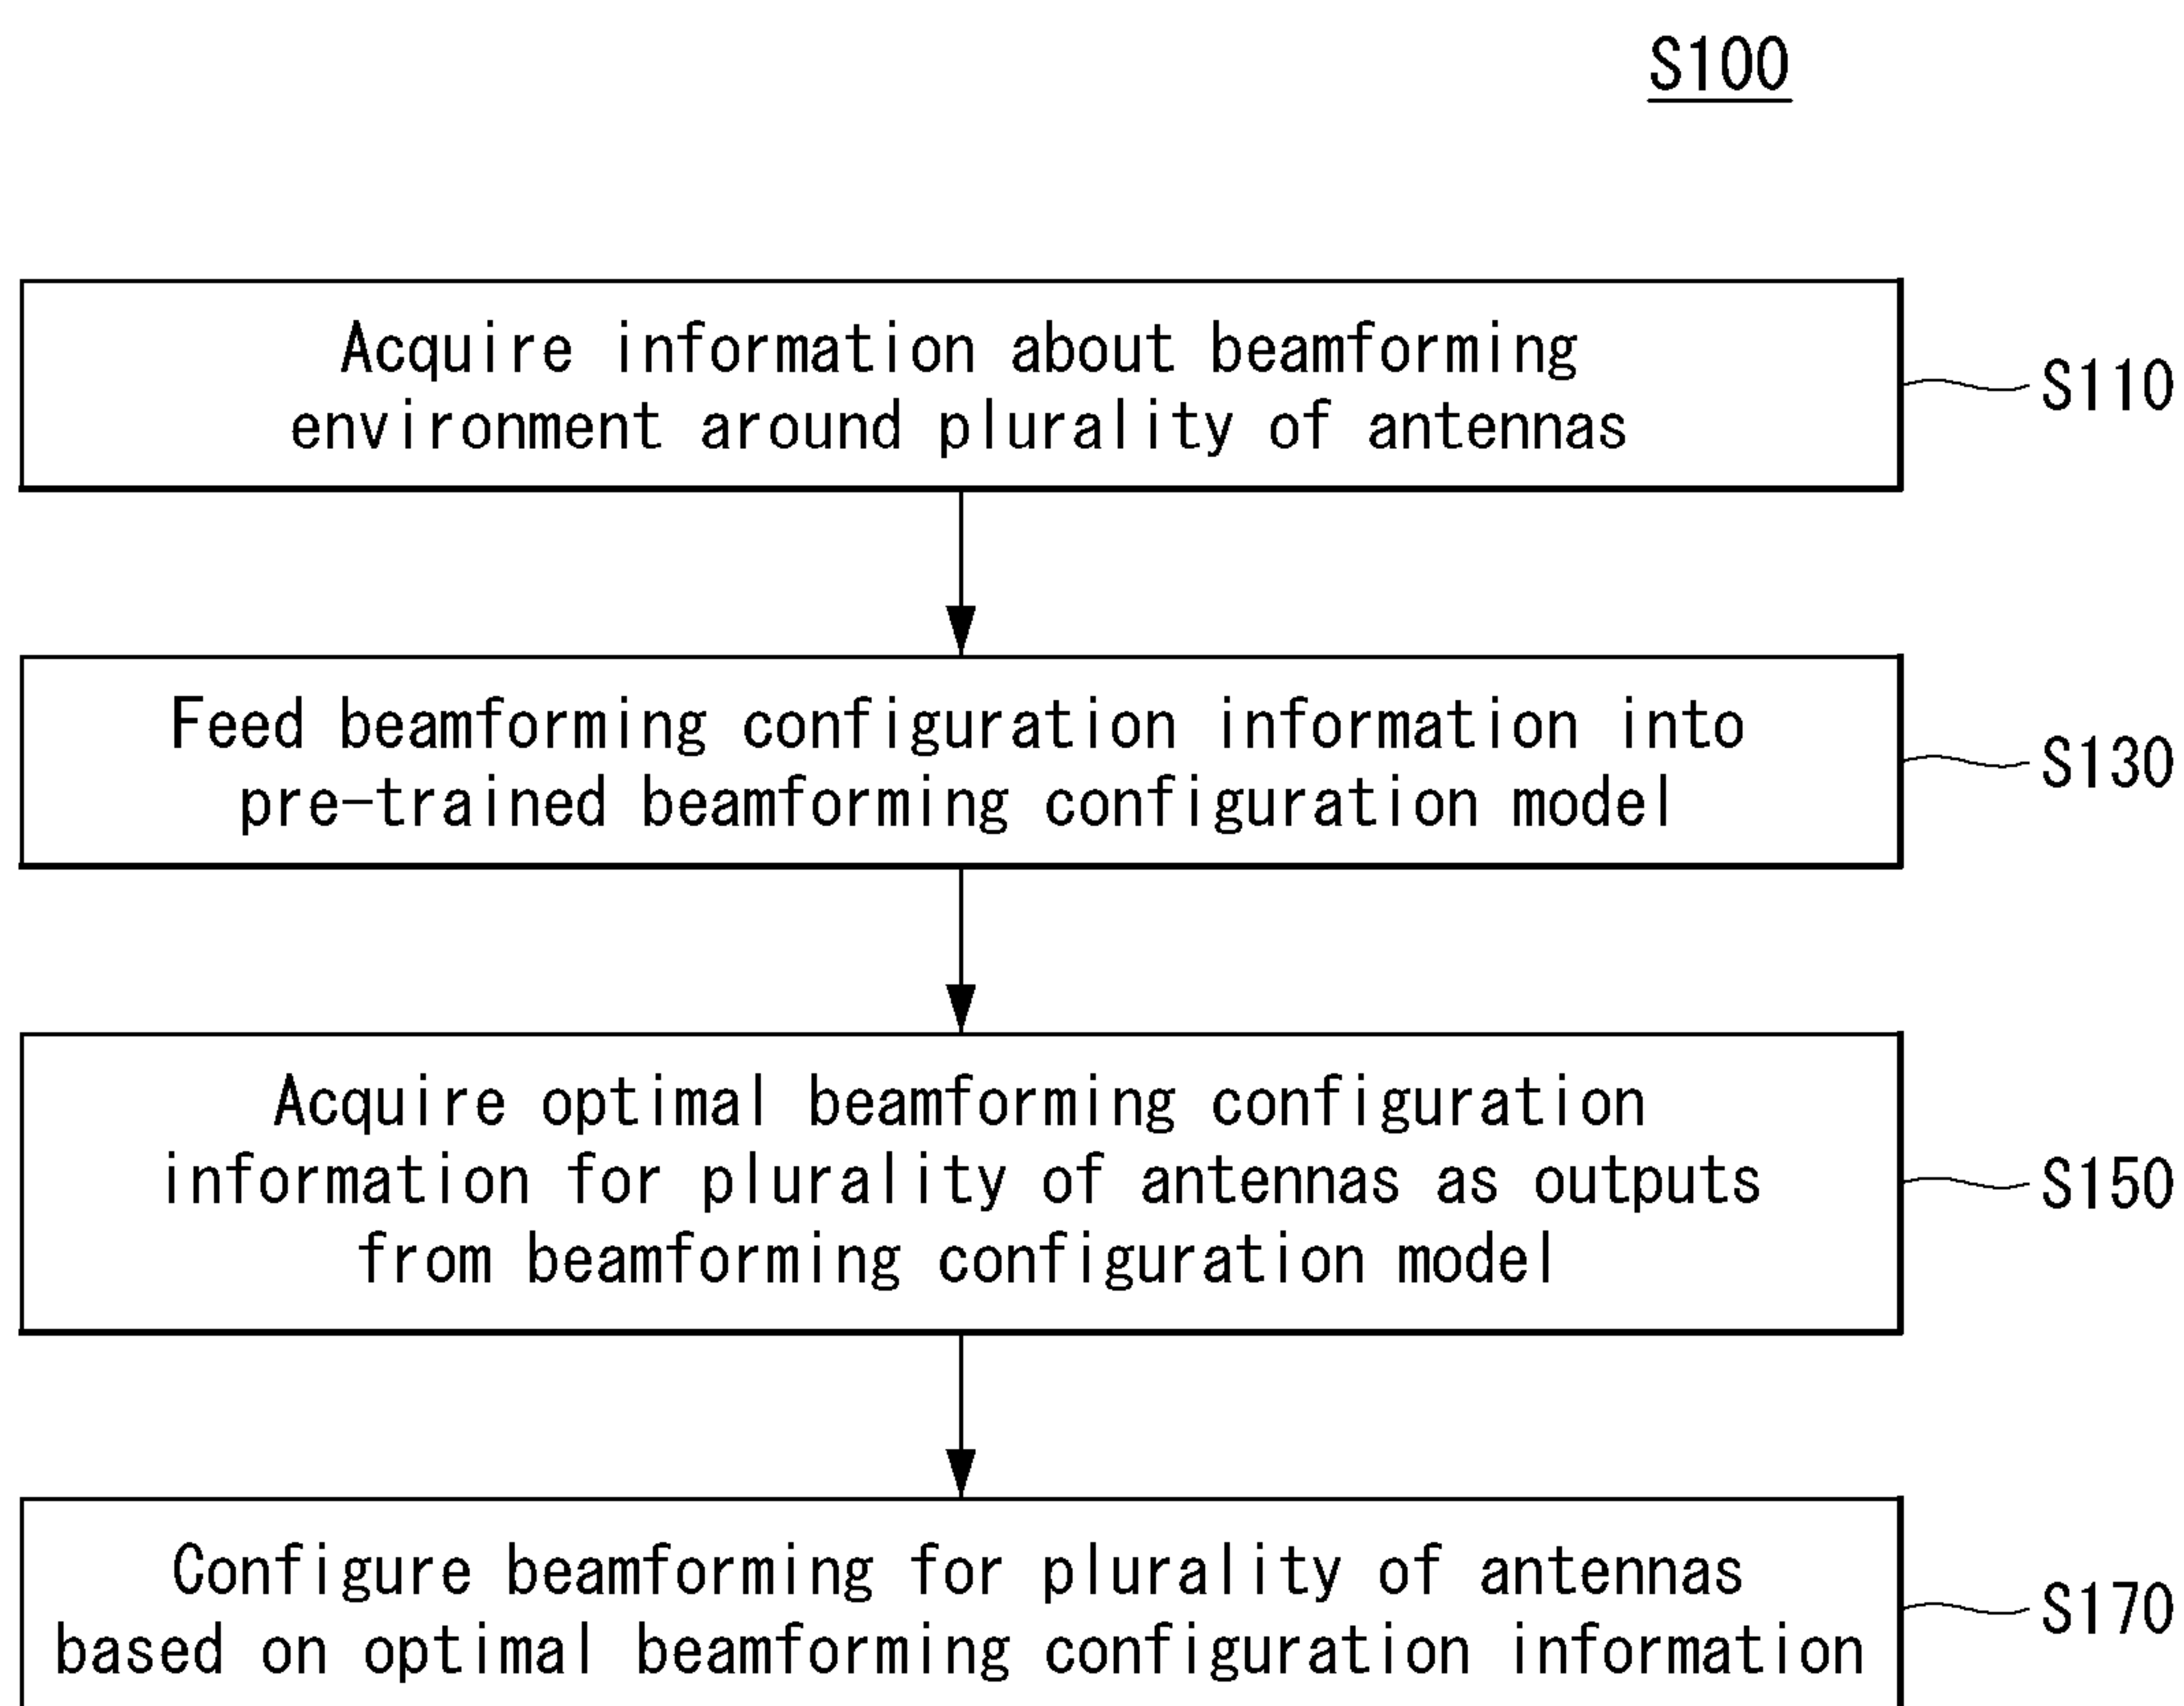 S100
Acquire information about beamforming
environment around plurality of antennas
S110
Feed beamforming configuration information into
pre-trained beamforming configuration model
S130
Acquire optimal beamforming configuration
information for plurality of antennas as outputs
from beamforming configuration model
S150
Configure beamforming for plurality of antennas
based on optimal beamforming configuration information
S170